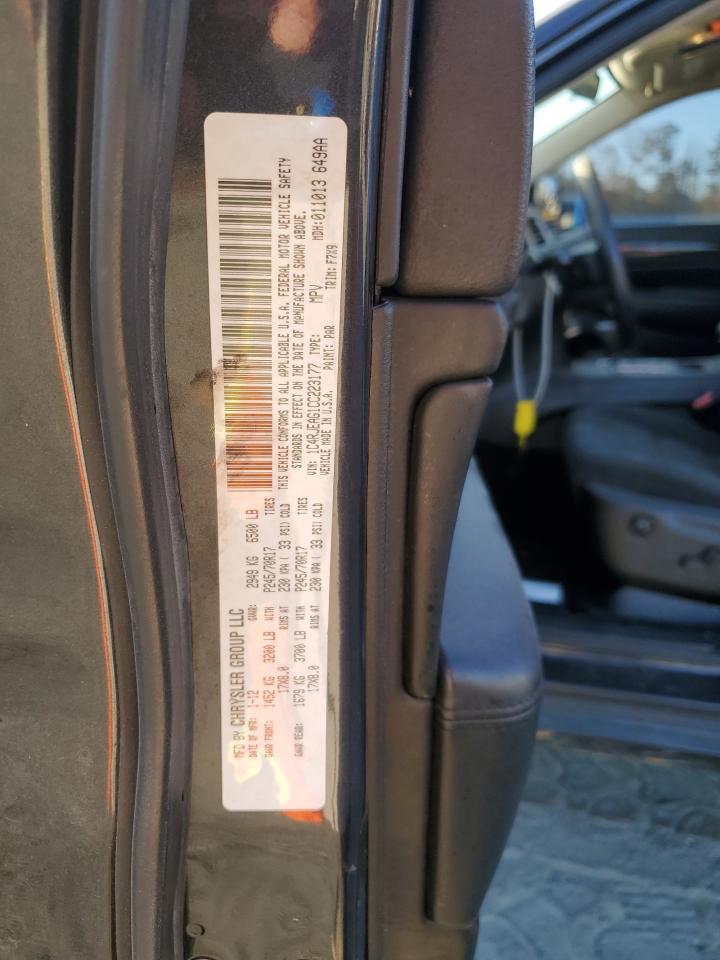 MFD BY CHRYSLER GROUP LLC
DATE OF MFR: 1-12 GVWR: 2949 KG 6500 LB
GAWR FRONT: 1452 KG 3200 LB WITH P245/70R17 TIRES
17X8.0 RIMS AT 230 KPA ( 33 PSI) COLD
GAWR REAR: 1679 KG 3700 LB WITH P245/70R17 TIRES
17X8.0 RIMS AT 230 KPA ( 33 PSI) COLD
THIS VEHICLE CONFORMS TO ALL APPLICABLE U.S.A. FEDERAL MOTOR VEHICLE SAFETY
STANDARDS IN EFFECT ON THE DATE OF MANUFACTURE SHOWN ABOVE.
VIN: 1C4RJEAG1CC223177 TYPE: MPV MDH:011013 649AA
VEHICLE MADE IN U.S.A. PAINT: PAR TRIM: F7X9